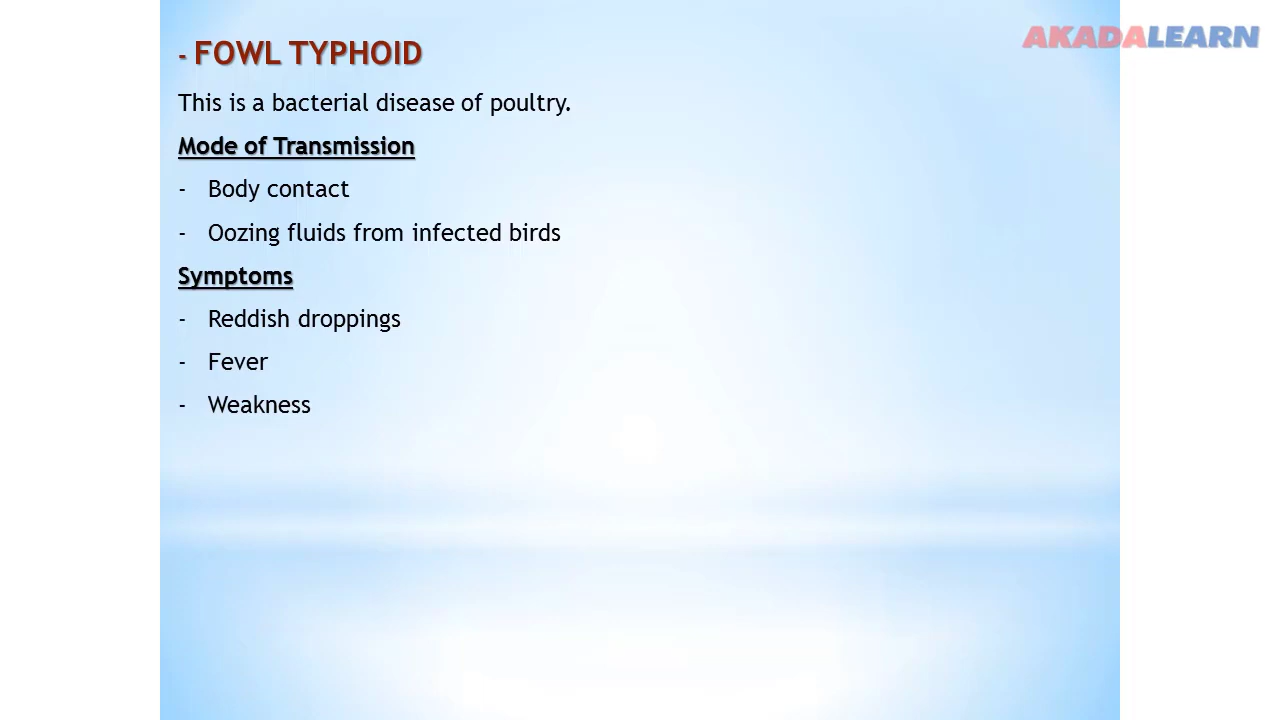 - FOWL TYPHOID
AKADALEARN
This is a bacterial disease of poultry.
Mode of Transmission
- Body contact
- Oozing fluids from infected birds
Symptoms
- Reddish droppings
- Fever
- Weakness